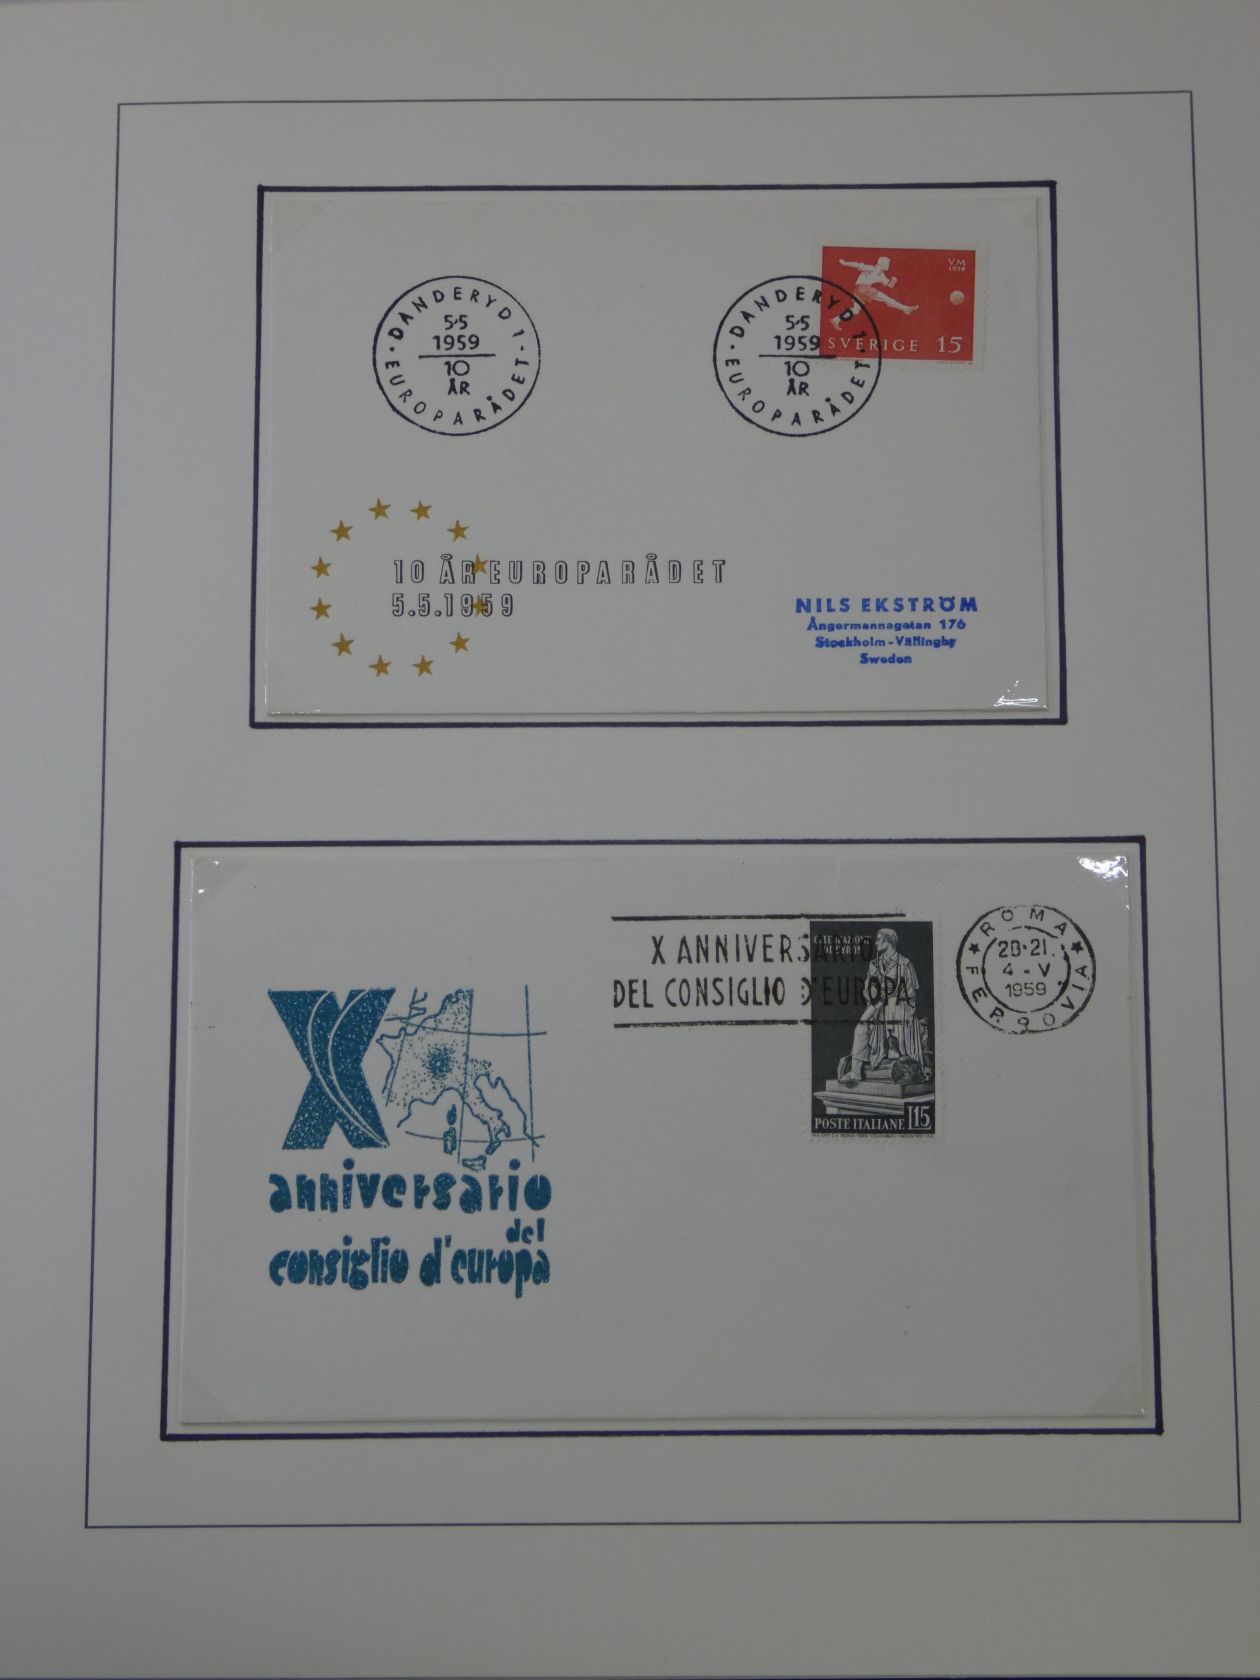 DANDERYD 1
5·5
1959
10
ÅR
EUROPARÅDET
DANDERYD 1
5·5
1959
10
ÅR
EUROPARÅDET
VM
1958
SVERIGE 15
10 ÅR EUROPARÅDET
5.5.1959
NILS EKSTRÖM
Ångermannagatan 176
Stockholm-Vällingby
Sweden
X ANNIVERSARIO
DEL CONSIGLIO D'EUROPA
ROMA
20·21.
4-V
1959
FERROVIA
POSTE ITALIANE L15
X
anniversario
del
consiglio d'europa